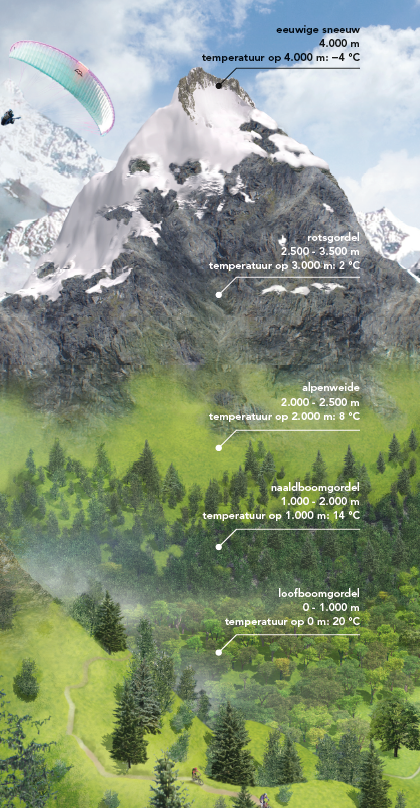 eeuwige sneeuw
4.000 m
temperatuur op 4.000 m: –4 °C
rotsgordel
2.500 - 3.500 m
temperatuur op 3.000 m: 2 °C
alpenweide
2.000 - 2.500 m
temperatuur op 2.000 m: 8 °C
naaldboomgordel
1.000 - 2.000 m
temperatuur op 1.000 m: 14 °C
loofboomgordel
0 - 1.000 m
temperatuur op 0 m: 20 °C